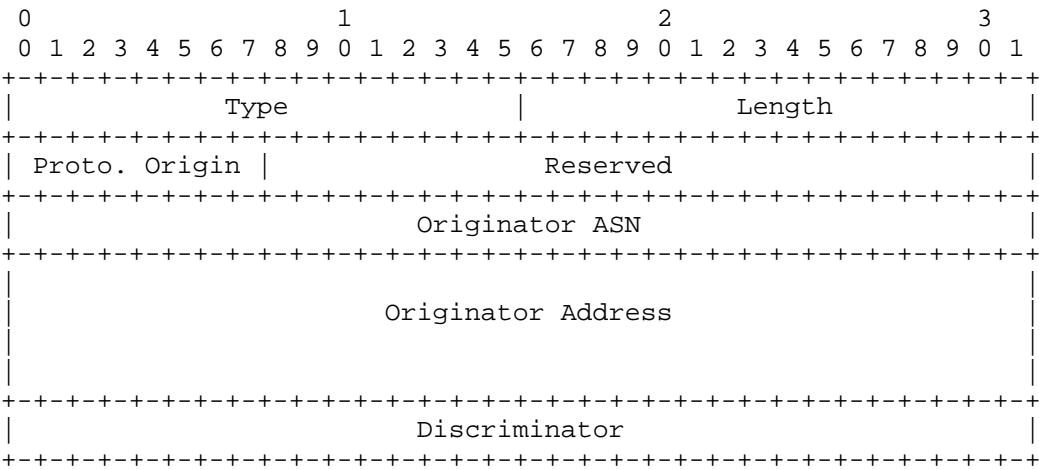 0                   1                   2                   3
 0 1 2 3 4 5 6 7 8 9 0 1 2 3 4 5 6 7 8 9 0 1 2 3 4 5 6 7 8 9 0 1
+-+-+-+-+-+-+-+-+-+-+-+-+-+-+-+-+-+-+-+-+-+-+-+-+-+-+-+-+-+-+-+-+
|             Type              |             Length            |
+-+-+-+-+-+-+-+-+-+-+-+-+-+-+-+-+-+-+-+-+-+-+-+-+-+-+-+-+-+-+-+-+
| Proto. Origin |                 Reserved                      |
+-+-+-+-+-+-+-+-+-+-+-+-+-+-+-+-+-+-+-+-+-+-+-+-+-+-+-+-+-+-+-+-+
|                         Originator ASN                        |
+-+-+-+-+-+-+-+-+-+-+-+-+-+-+-+-+-+-+-+-+-+-+-+-+-+-+-+-+-+-+-+-+
|                                                               |
|                       Originator Address                      |
|                                                               |
|                                                               |
+-+-+-+-+-+-+-+-+-+-+-+-+-+-+-+-+-+-+-+-+-+-+-+-+-+-+-+-+-+-+-+-+
|                         Discriminator                         |
+-+-+-+-+-+-+-+-+-+-+-+-+-+-+-+-+-+-+-+-+-+-+-+-+-+-+-+-+-+-+-+-+